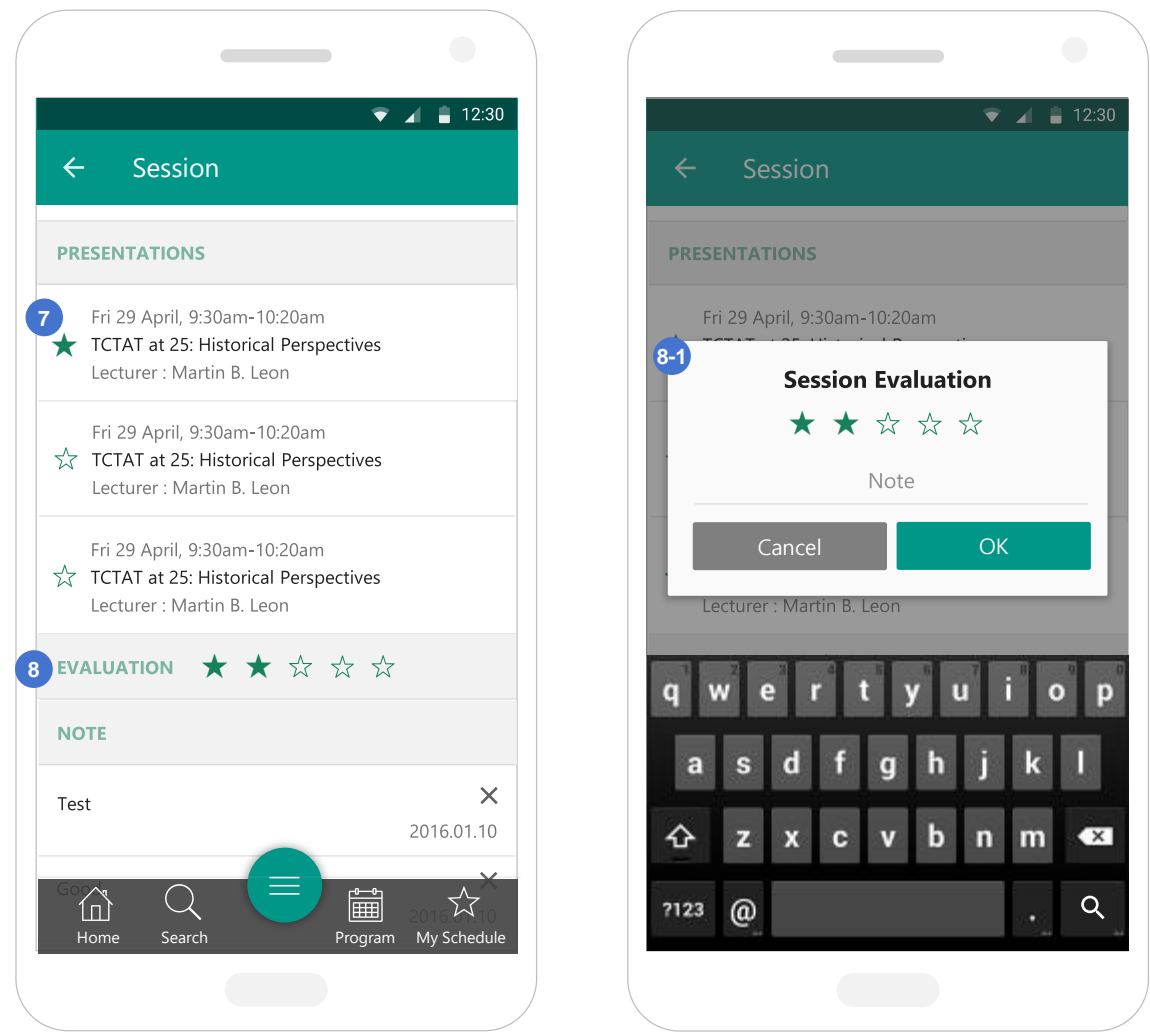 12:30
Session
PRESENTATIONS
7
Fri 29 April, 9:30am-10:20am
TCTAT at 25: Historical Perspectives
Lecturer : Martin B. Leon
Fri 29 April, 9:30am-10:20am
TCTAT at 25: Historical Perspectives
Lecturer : Martin B. Leon
Fri 29 April, 9:30am-10:20am
TCTAT at 25: Historical Perspectives
Lecturer : Martin B. Leon
8 EVALUATION
NOTE
Test
2016.01.10
Home Search Program My Schedule
12:30
Session
PRESENTATIONS
Fri 29 April, 9:30am-10:20am
8-1
Session Evaluation
Note
Cancel OK
Lecturer : Martin B. Leon
q w e r t y u i o p
a s d f g h j k l
z x c v b n m
?123 @ .